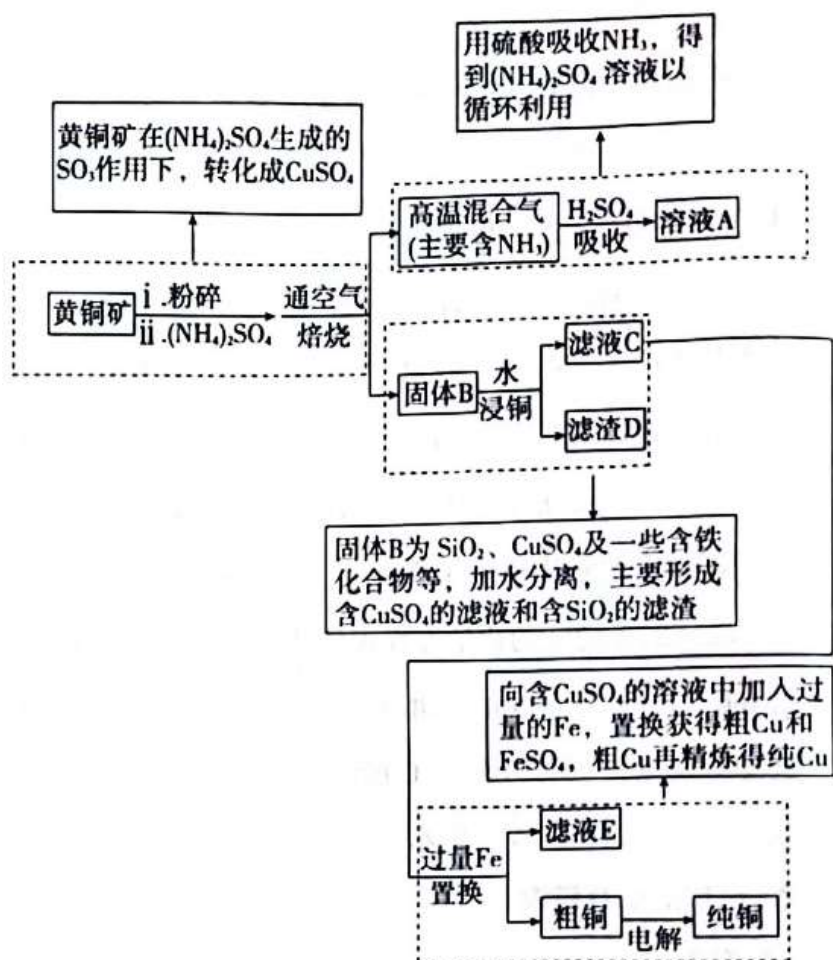 用硫酸吸收NH₃，得
到(NH₄)₂SO₄ 溶液以
循环利用
黄铜矿在(NH₄)₂SO₄生成的
SO₃作用下，转化成CuSO₄
高温混合气
(主要含NH₃)
H₂SO₄
吸收
溶液A
黄铜矿
ⅰ.粉碎
ⅱ.(NH₄)₂SO₄
通空气
焙烧
固体B
水
浸铜
滤液C
滤渣D
固体B为 SiO₂、CuSO₄及一些含铁
化合物等，加水分离，主要形成
含CuSO₄的滤液和含SiO₂的滤渣
向含CuSO₄的溶液中加入过
量的Fe，置换获得粗Cu和
FeSO₄，粗Cu再精炼得纯Cu
过量Fe
置换
滤液E
粗铜
电解
纯铜